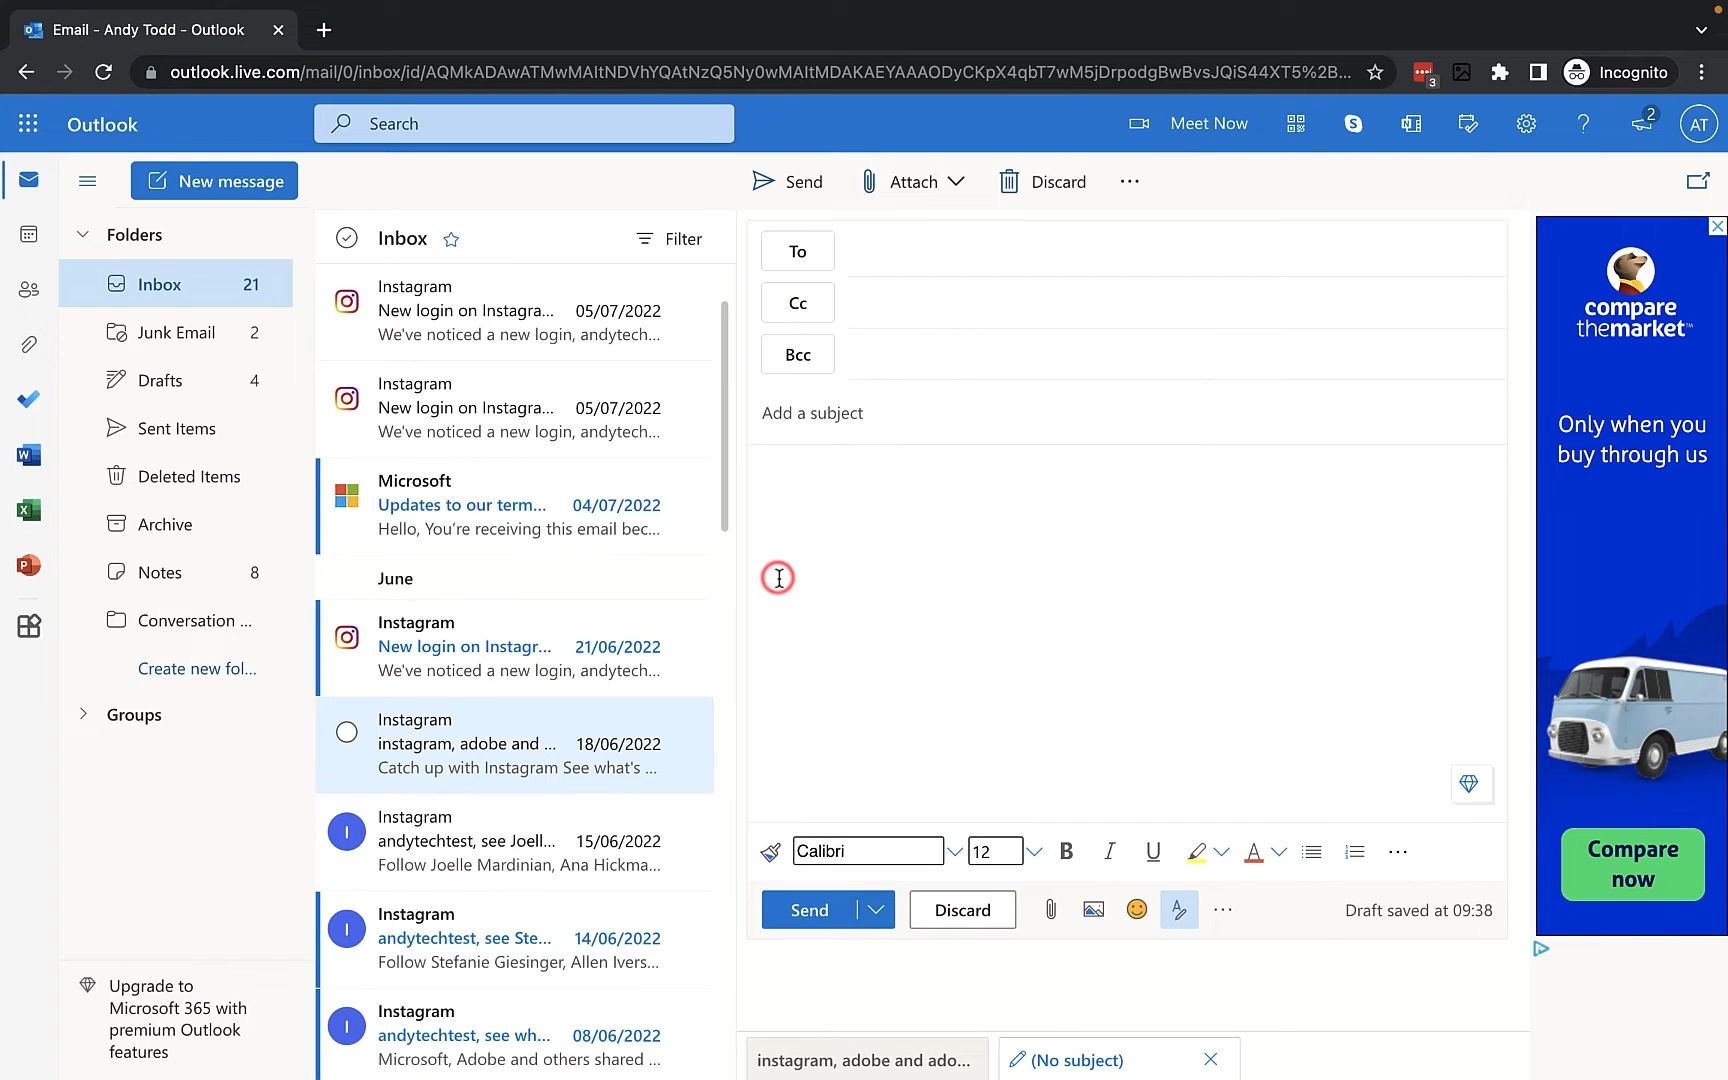 Email - Andy Todd - Outlook
outlook.live.com/mail/0/inbox/id/AQMkADAwATMwMAItNDVhYQAtNzQ5Ny0wMAItMDAKAEYAAAODyCKpX4qbT7wM5jDrpodgBwBvsJQiS44XT5%2B...
3
Incognito
Outlook
Search
Meet Now
2
AT
New message
Send
Attach
Discard
Folders
Inbox 21
Junk Email 2
Drafts 4
Sent Items
Deleted Items
Archive
Notes 8
Conversation ...
Create new fol...
Groups
Upgrade to
Microsoft 365 with
premium Outlook
features
Inbox
Filter
Instagram
New login on Instagra... 05/07/2022
We've noticed a new login, andytech...
Instagram
New login on Instagra... 05/07/2022
We've noticed a new login, andytech...
Microsoft
Updates to our term... 04/07/2022
Hello, You're receiving this email bec...
June
Instagram
New login on Instagr... 21/06/2022
We've noticed a new login, andytech...
Instagram
instagram, adobe and ... 18/06/2022
Catch up with Instagram See what's ...
I
Instagram
andytechtest, see Joell... 15/06/2022
Follow Joelle Mardinian, Ana Hickma...
I
Instagram
andytechtest, see Ste... 14/06/2022
Follow Stefanie Giesinger, Allen Ivers...
I
Instagram
andytechtest, see wh... 08/06/2022
Microsoft, Adobe and others shared ...
To
Cc
Bcc
Add a subject
Calibri 12 B I U A
Send
Discard
Draft saved at 09:38
instagram, adobe and ado...
(No subject)
compare
themarket™
Only when you
buy through us
Compare
now